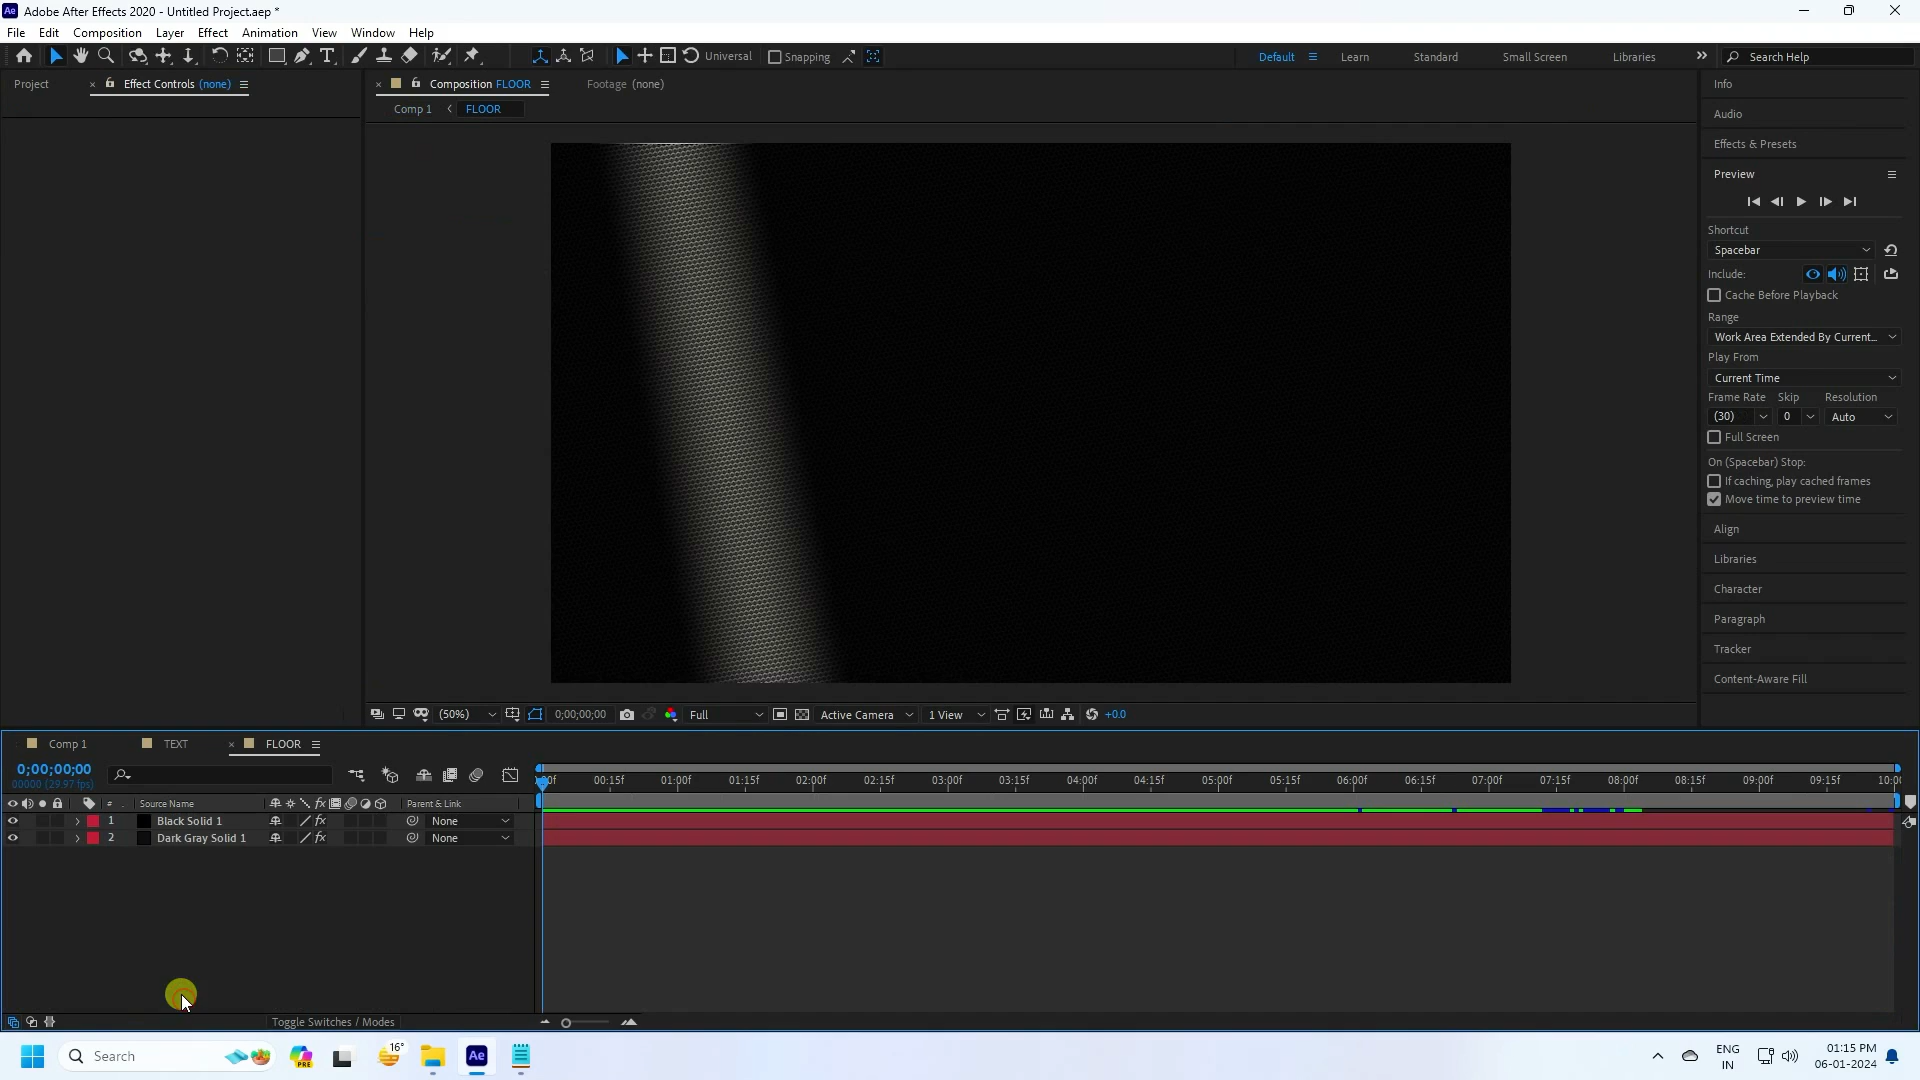 Adobe After Effects 2020 - Untitled Project.aep *
File Edit Composition Layer Effect Animation View Window Help
Universal Snapping Default Learn Standard Small Screen Libraries Search Help
Project Effect Controls (none) Composition FLOOR Footage (none)
Comp 1 FLOOR
Info
Audio
Effects & Presets
Preview
Shortcut
Spacebar
Include:
Cache Before Playback
Range
Work Area Extended By Current...
Play From
Current Time
Frame Rate Skip Resolution
(30) 0 Auto
Full Screen
On (Spacebar) Stop:
If caching, play cached frames
Move time to preview time
Align
Libraries
Character
Paragraph
Tracker
Content-Aware Fill
(50%) 0;00;00;00 Full Active Camera 1 View +0.0
Comp 1 TEXT FLOOR
0;00;00;00
00000 (29.97 fps)
00:15f 01:00f 01:15f 02:00f 02:15f 03:00f 03:15f 04:00f 04:15f 05:00f 05:15f 06:00f 06:15f 07:00f 07:15f 08:00f 08:15f 09:00f 09:15f
# Source Name Parent & Link
1 Black Solid 1 None
2 Dark Gray Solid 1 None
Toggle Switches / Modes
Search
PRE
16°
Ae
ENG
IN
01:15 PM
06-01-2024